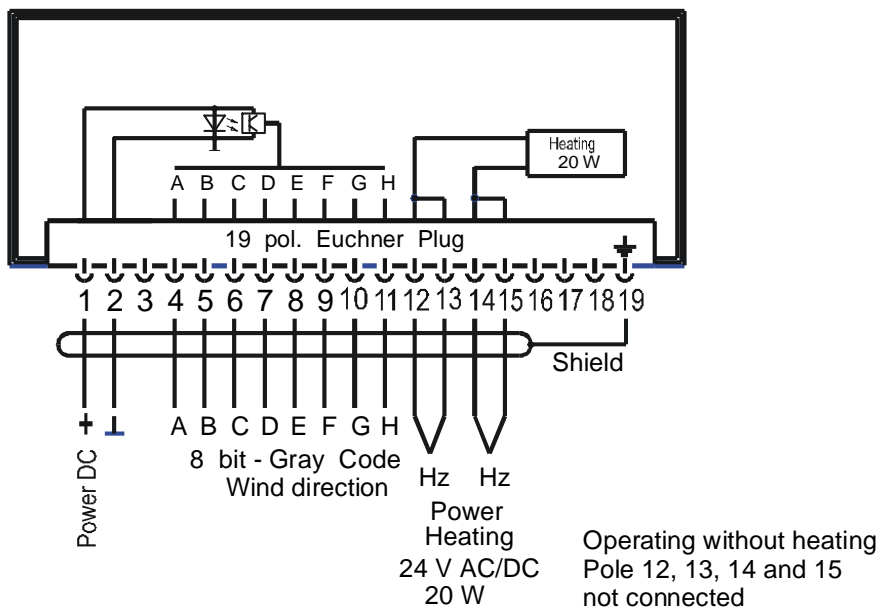 Heating
20 W
A B C D E F G H
19 pol. Euchner Plug
1 2 3 4 5 6 7 8 9 10 11 12 13 14 15 16 17 18 19
Shield
+
A B C D E F G H
Power DC
8 bit - Gray Code
Wind direction
Hz Hz
Power
Heating
24 V AC/DC
20 W
Operating without heating
Pole 12, 13, 14 and 15
not connected